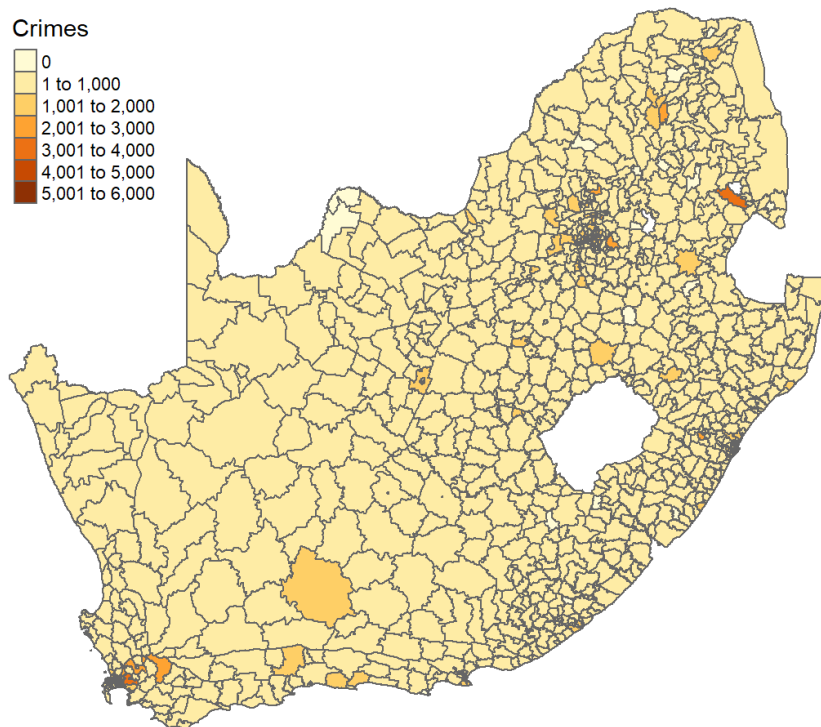 Crimes
0
1 to 1,000
1,001 to 2,000
2,001 to 3,000
3,001 to 4,000
4,001 to 5,000
5,001 to 6,000